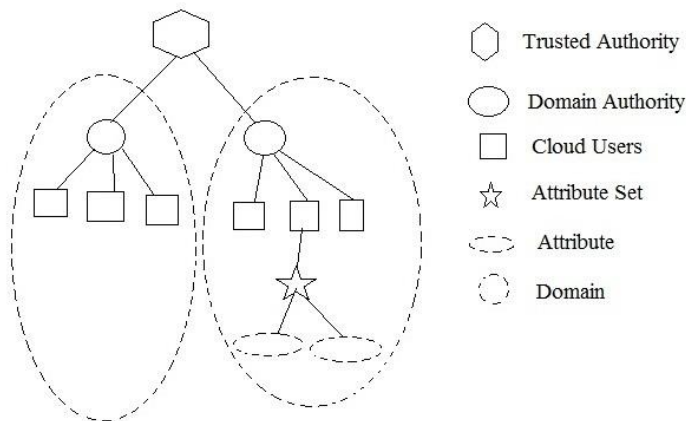 Trusted Authority
Domain Authority
Cloud Users
Attribute Set
Attribute
Domain